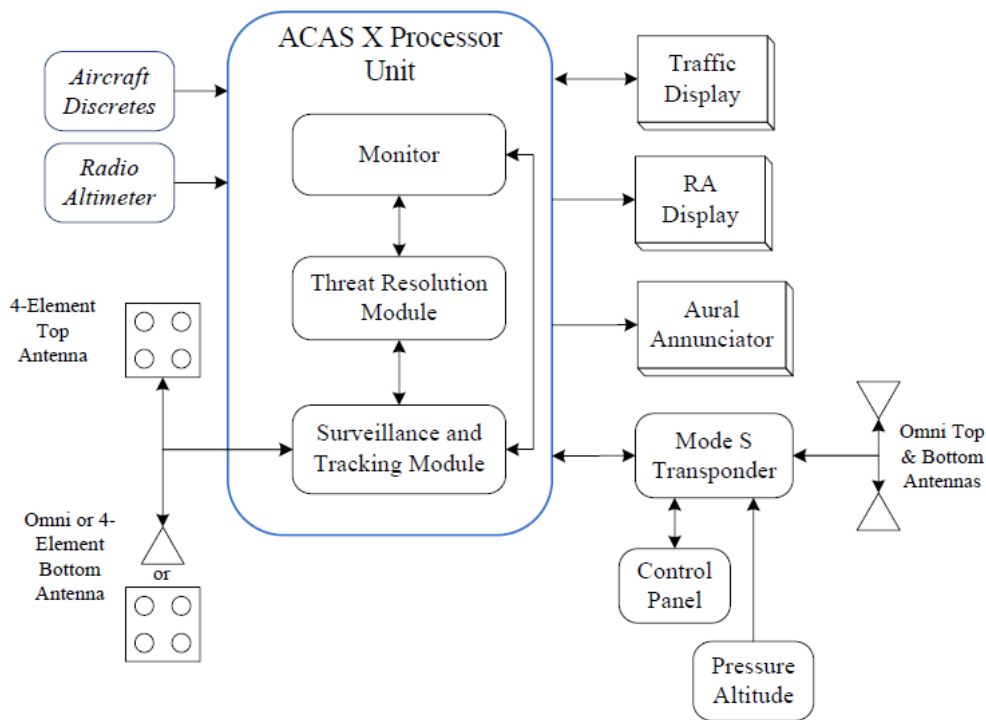 ACAS X Processor
Unit
Aircraft
Discretes
Radio
Altimeter
Monitor
Threat Resolution
Module
Surveillance and
Tracking Module
4-Element
Top
Antenna
Omni or 4-
Element
Bottom
Antenna
or
Traffic
Display
RA
Display
Aural
Annunciator
Mode S
Transponder
Omni Top
& Bottom
Antennas
Control
Panel
Pressure
Altitude